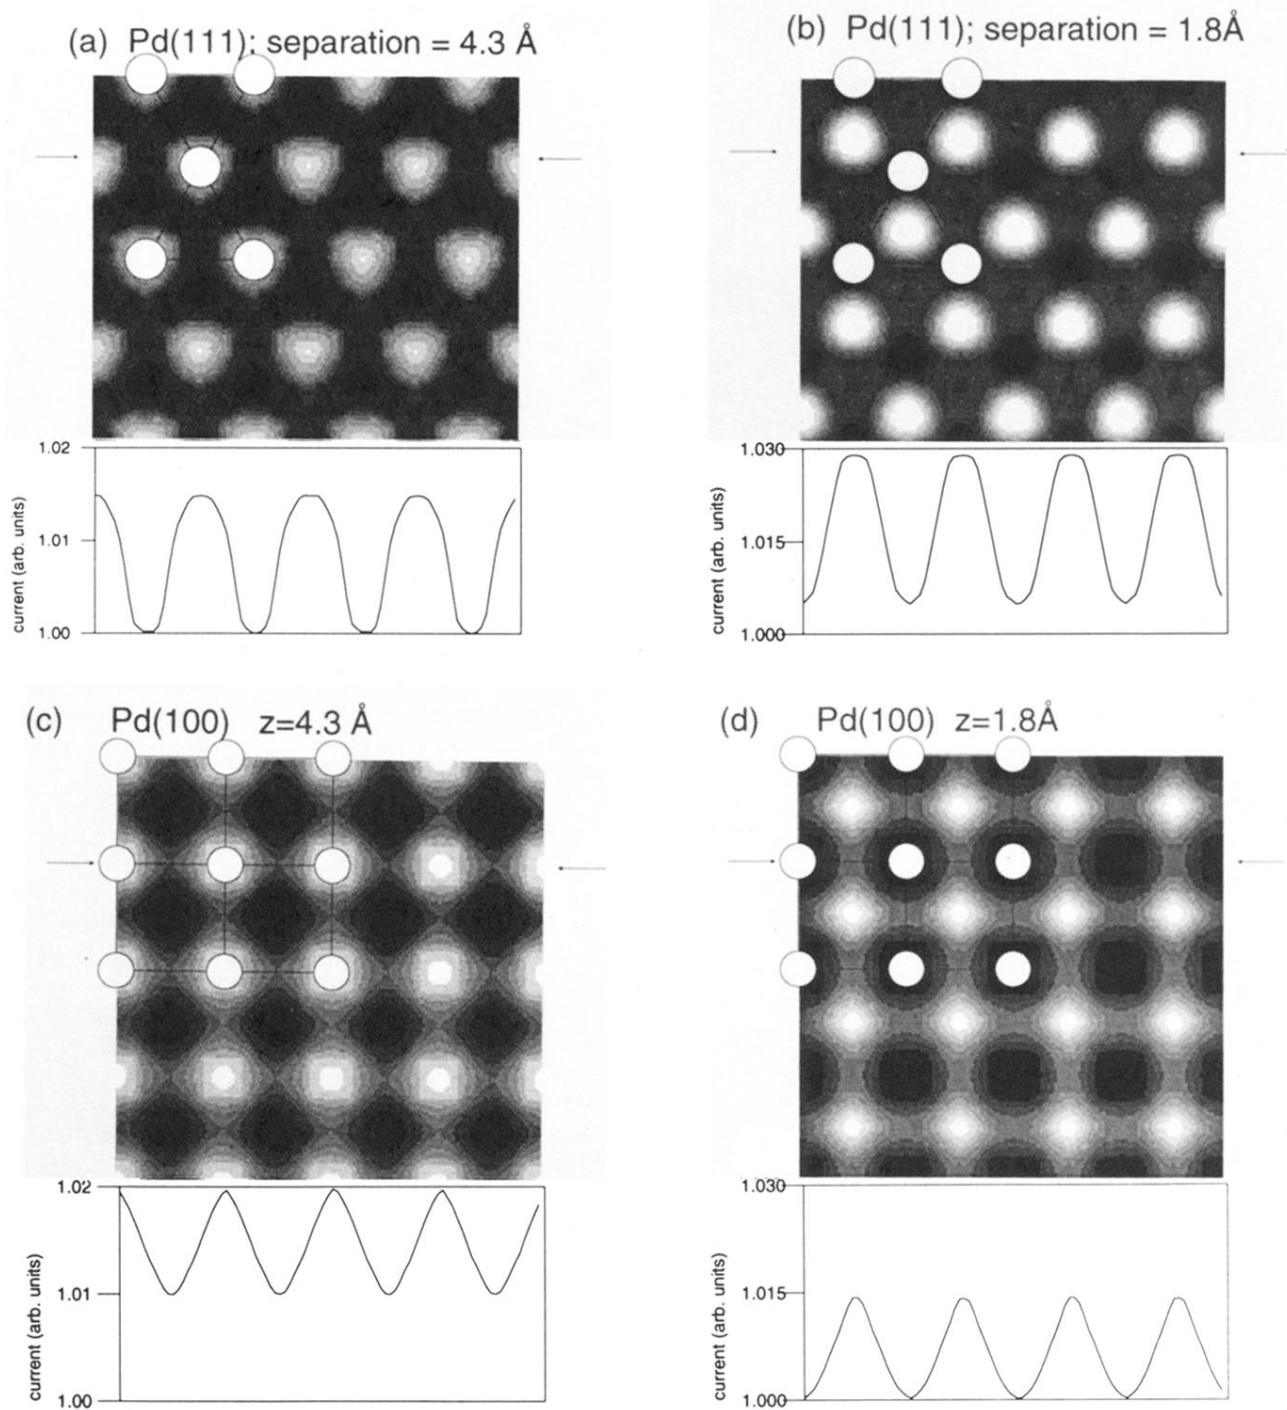 (a) Pd(111); separation = 4.3 Å
(b) Pd(111); separation = 1.8Å
1.02
1.01
1.00
current (arb. units)
1.030
1.015
1.000
current (arb. units)
(c) Pd(100) z=4.3 Å
(d) Pd(100) z=1.8Å
1.02
1.01
1.00
current (arb. units)
1.030
1.015
1.000
current (arb. units)